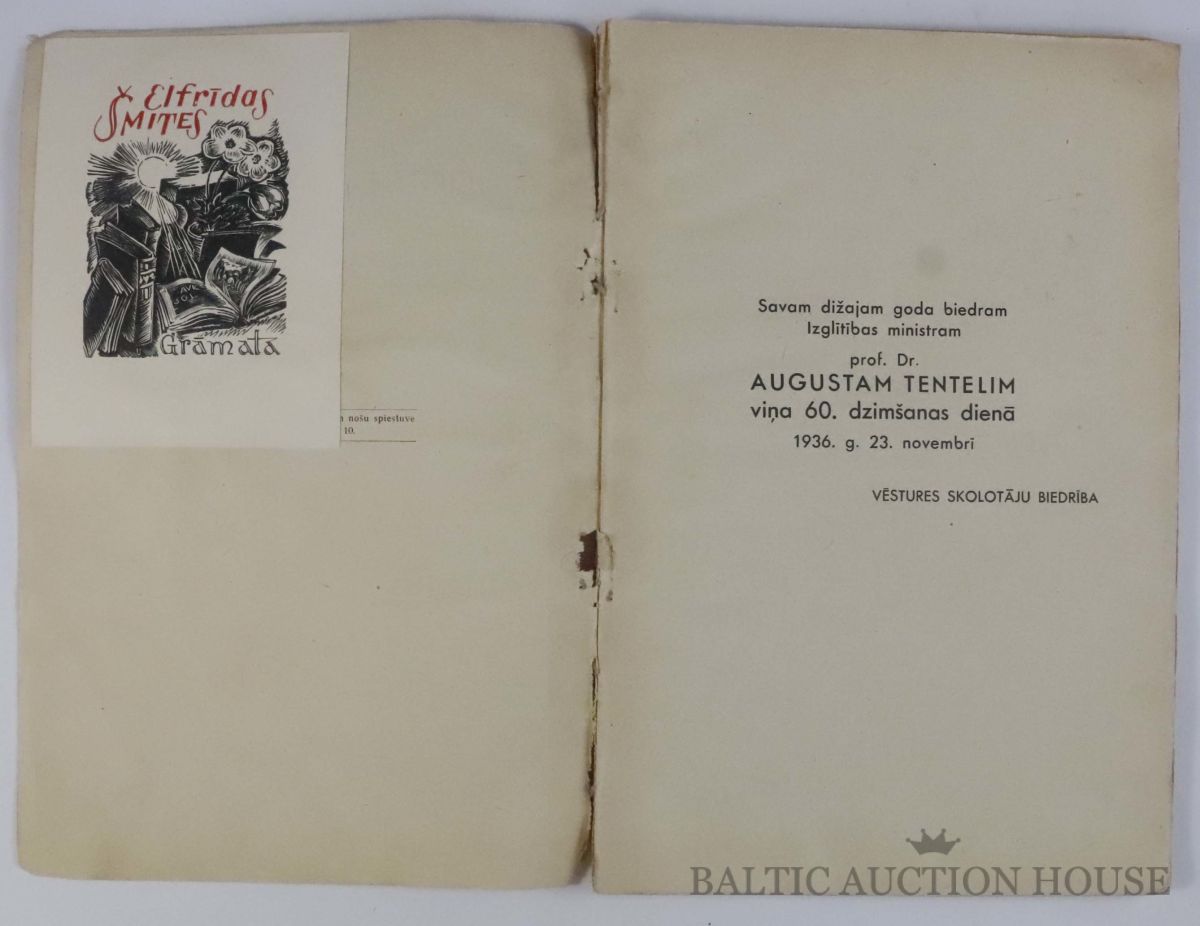 Elfrīdas
ŠMITES
Grāmata
nošu spiestuve
10.
Savam dižajam goda biedram
Izglītības ministram
prof. Dr.
AUGUSTAM TENTELIM
viņa 60. dzimšanas dienā
1936. g. 23. novembrī
VĒSTURES SKOLOTĀJU BIEDRĪBA
BALTIC AUCTION HOUSE